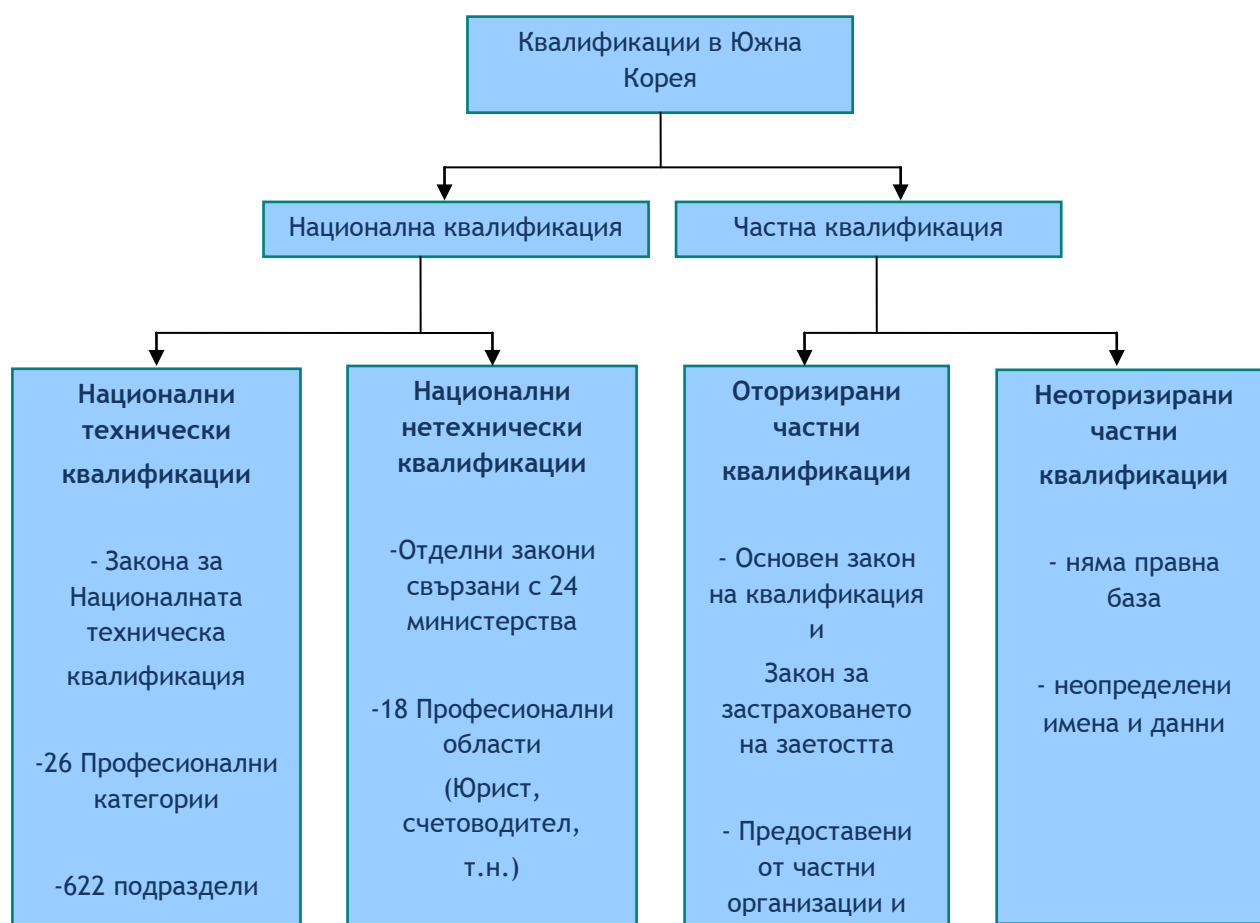 Квалификации в Южна
Корея
Национална квалификация
Частна квалификация
Национални
технически
квалификации
- Закона за
Националната
техническа
квалификация
-26 Професионални
категории
-622 подраздели
Национални
нетехнически
квалификации
-Отделни закони
свързани с 24
министерства
-18 Професионални
области
(Юрист,
счетоводител,
т.н.)
Оторизирани
частни
квалификации
- Основен закон
на квалификация
и
Закон за
застраховането
на заетостта
- Предоставени
от частни
организации и
Неоторизирани
частни
квалификации
- няма правна
база
- неопределени
имена и данни